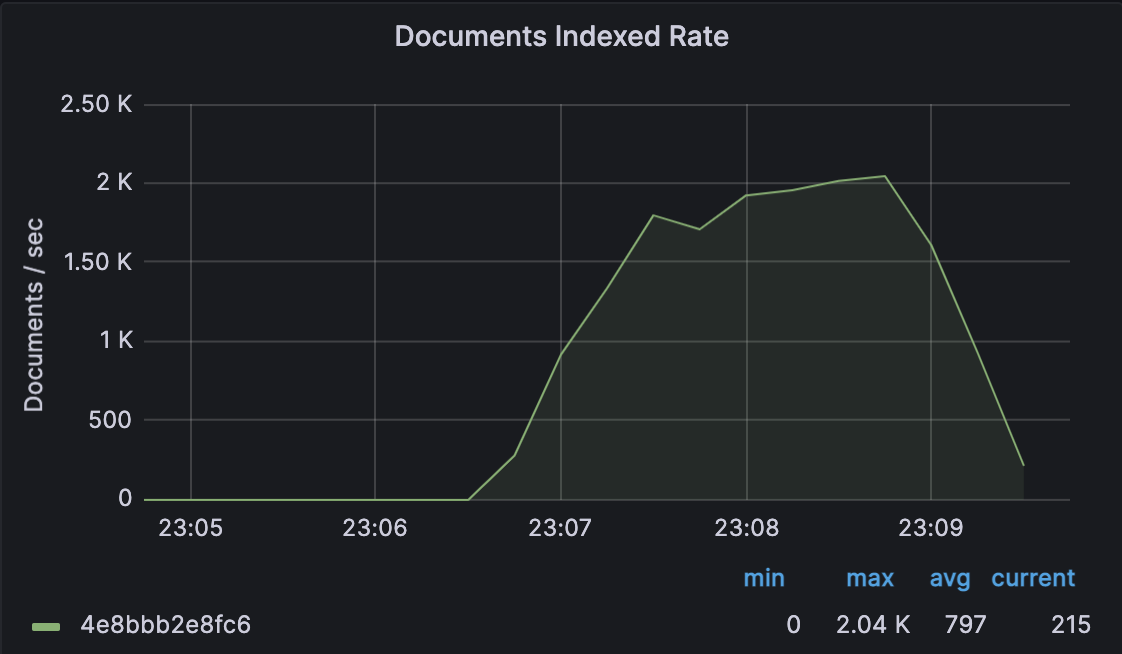 Documents Indexed Rate
Documents / sec
2.50 K
2 K
1.50 K
1 K
500
0
23:05 23:06 23:07 23:08 23:09
min max avg current
4e8bbb2e8fc6 0 2.04 K 797 215